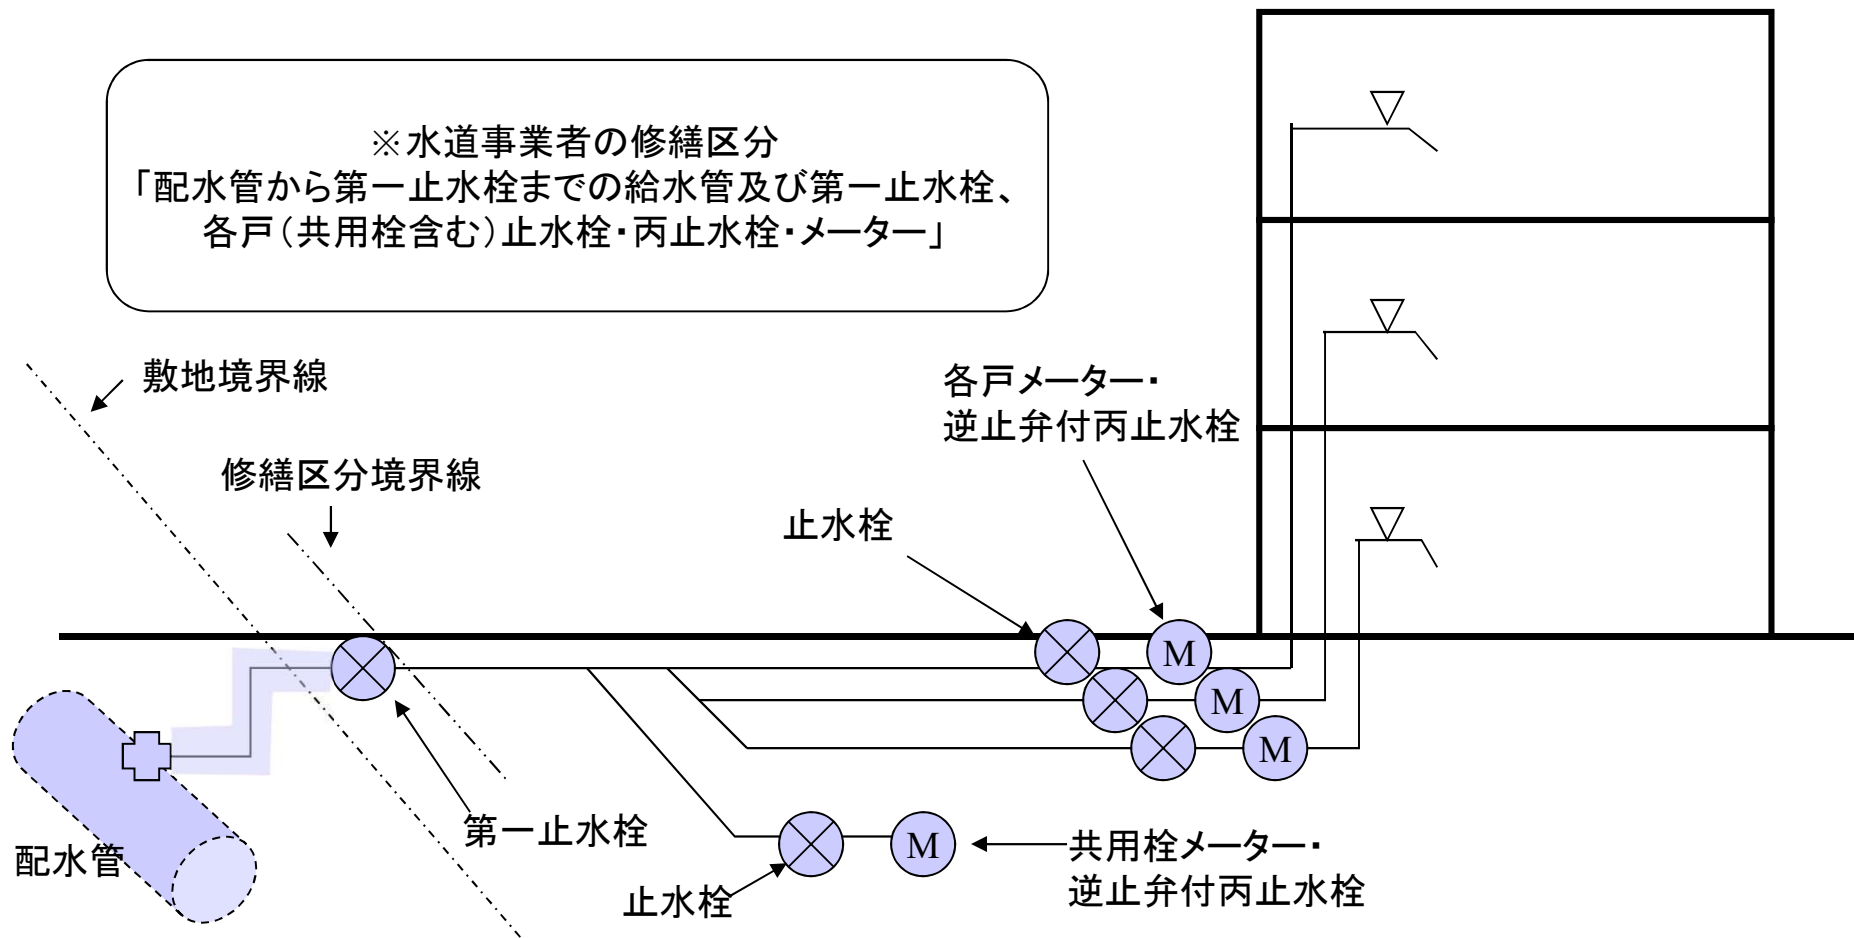 ※水道事業者の修繕区分
「配水管から第一止水栓までの給水管及び第一止水栓、
各戸（共用栓含む）止水栓・丙止水栓・メーター」
敷地境界線
各戸メーター・
逆止弁付丙止水栓
修繕区分境界線
止水栓
M
M
M
第一止水栓
配水管
M
共用栓メーター・
逆止弁付丙止水栓
止水栓